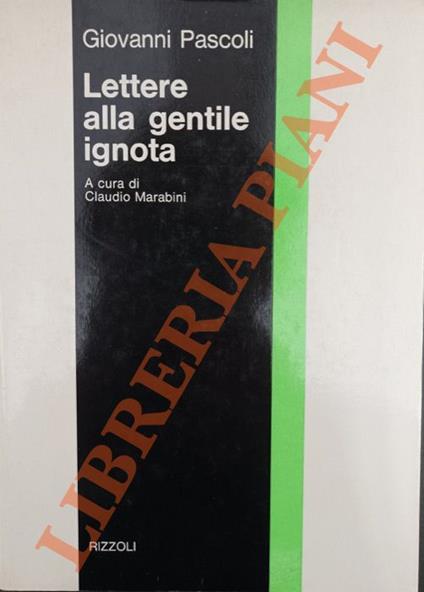 Giovanni Pascoli
Lettere
alla gentile
ignota
A cura di
Claudio Marabini
LIBRERIA PIANI
RIZZOLI